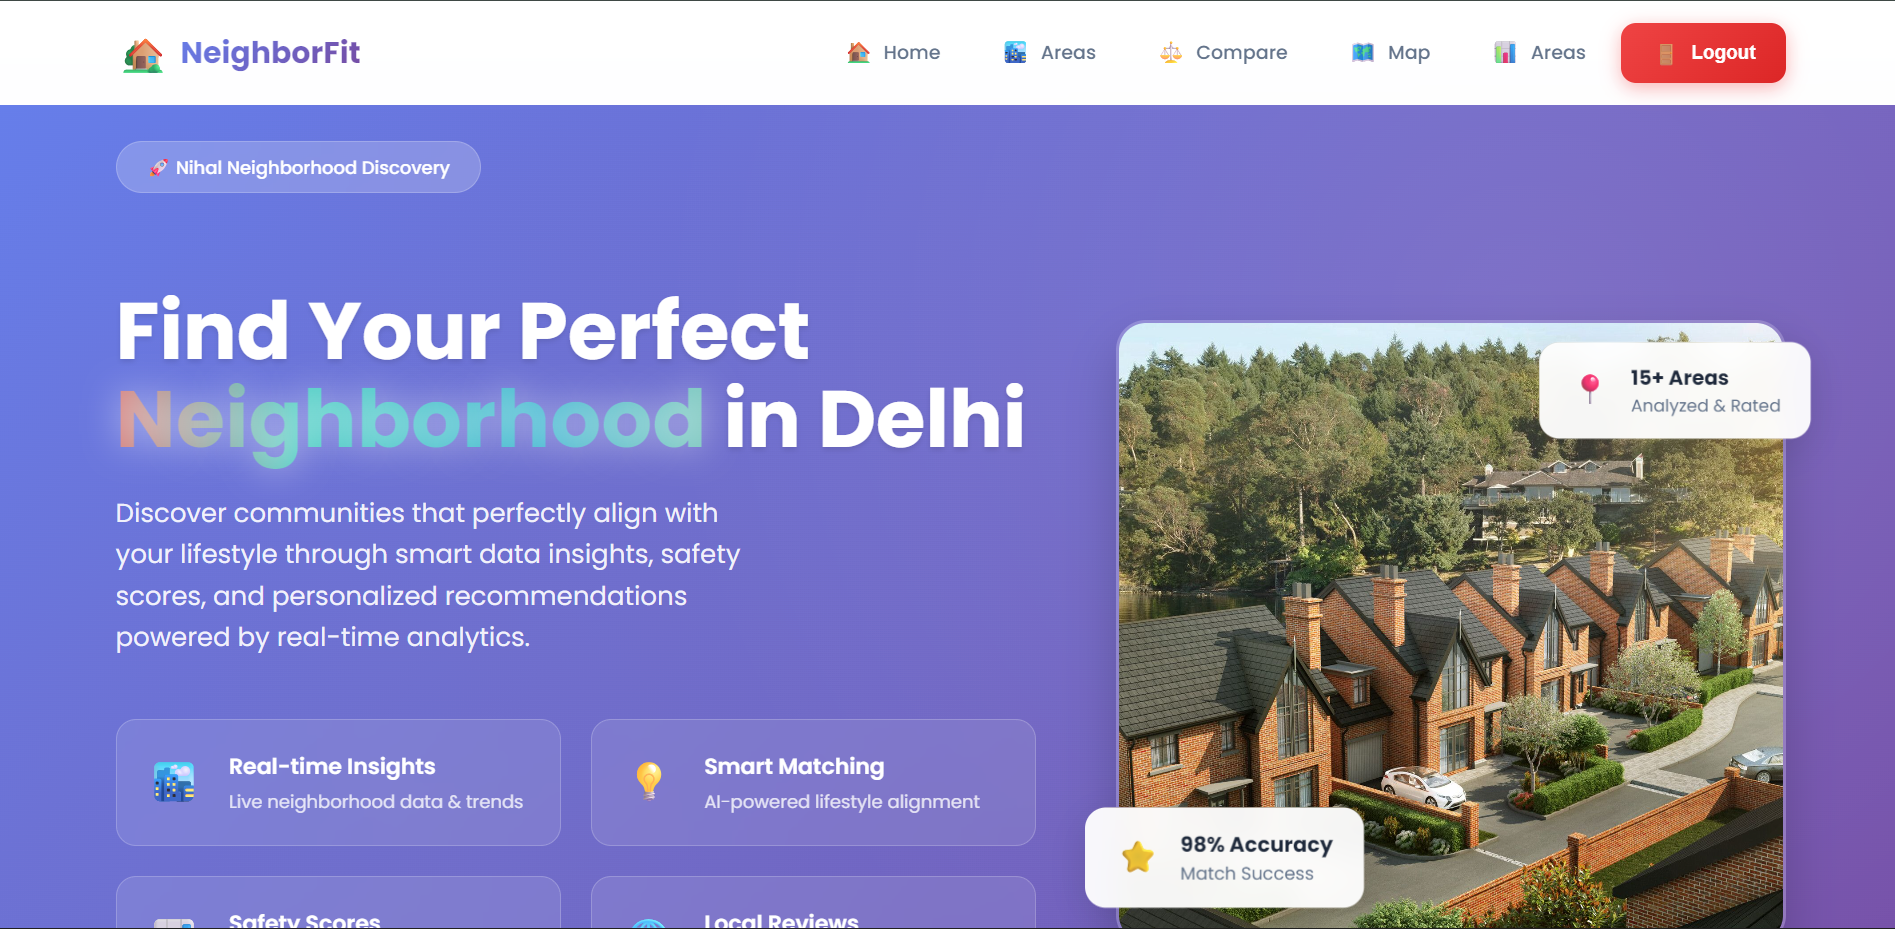 NeighborFit
Home
Areas
Compare
Map
Areas
Logout
Nihal Neighborhood Discovery
Find Your Perfect
Neighborhood in Delhi
Discover communities that perfectly align with
your lifestyle through smart data insights, safety
scores, and personalized recommendations
powered by real-time analytics.
15+ Areas
Analyzed & Rated
Real-time Insights
Live neighborhood data & trends
Smart Matching
AI-powered lifestyle alignment
98% Accuracy
Match Success
Safety Scores
Local Reviews